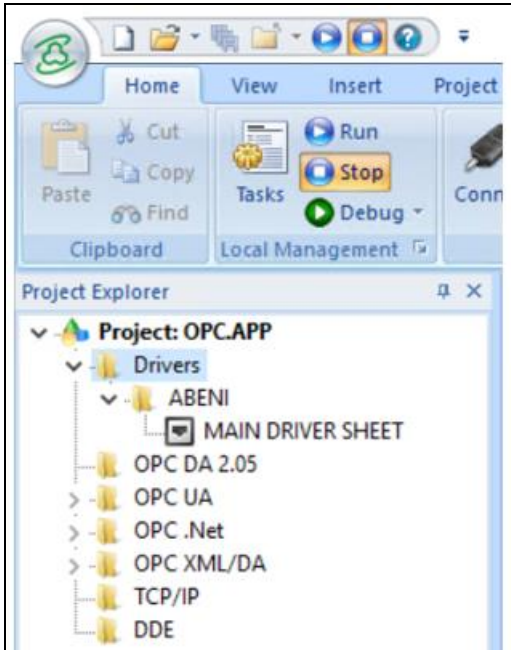 Home View Insert Project
Paste
Cut
Copy
Find
Clipboard
Tasks
Run
Stop
Debug
Local Management
Conn
Project Explorer
Project: OPC.APP
Drivers
ABENI
MAIN DRIVER SHEET
OPC DA 2.05
OPC UA
OPC .Net
OPC XML/DA
TCP/IP
DDE